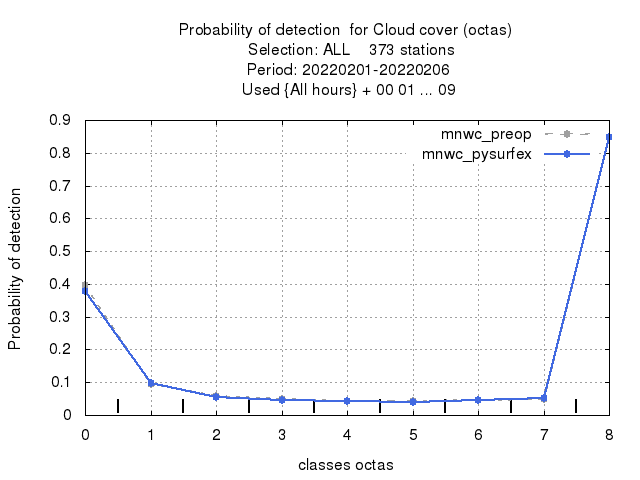 Probability of detection  for Cloud cover (octas)
Selection: ALL    373 stations
Period: 20220201-20220206
Used {All hours} + 00 01 ... 09
mnwc_preop
mnwc_pysurfex
0.9
0.8
0.7
0.6
0.5
0.4
0.3
0.2
0.1
0
Probability of detection
0 1 2 3 4 5 6 7 8
classes octas